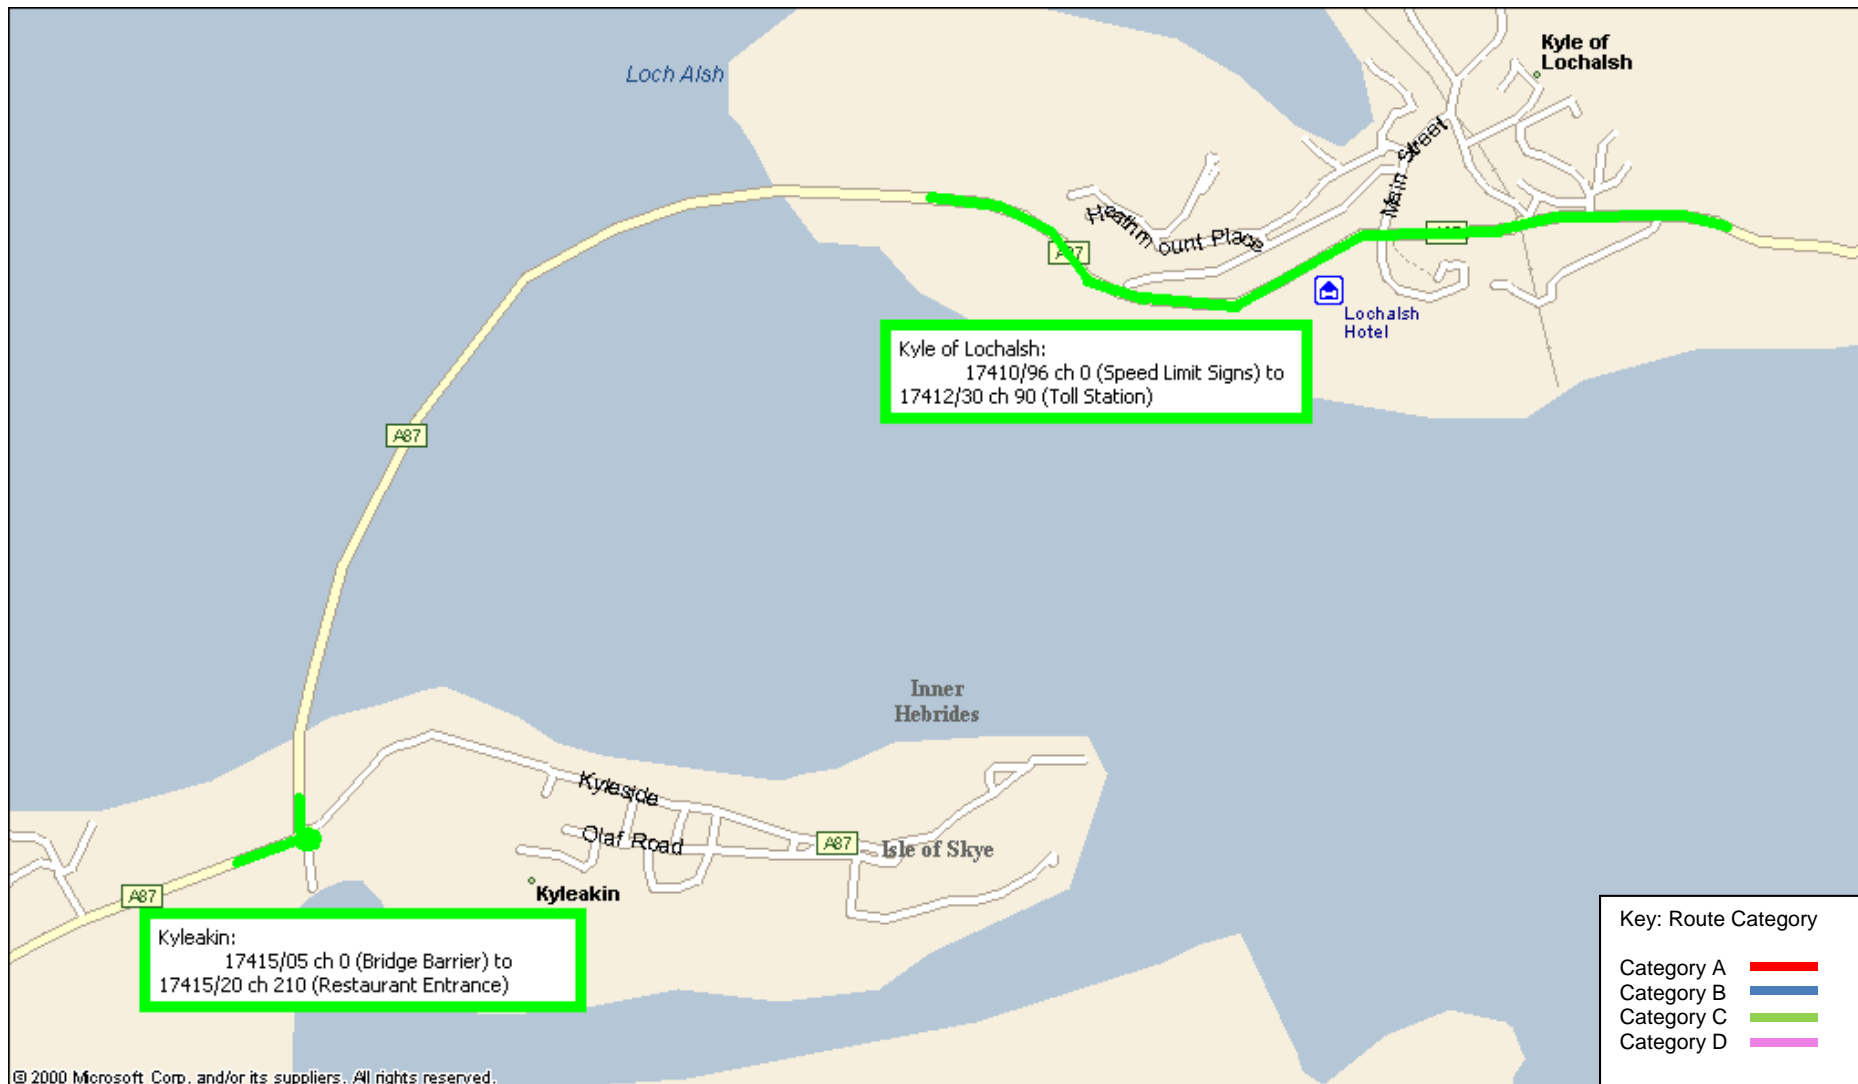 Loch Alsh
Kyle of
Lochalsh
Main Street
Heathmount Place
A87
A87
Lochalsh
Hotel
Kyle of Lochalsh:
17410/96 ch 0 (Speed Limit Signs) to
17412/30 ch 90 (Toll Station)
A87
Inner
Hebrides
Kyleside
Olaf Road
A87
Isle of Skye
Kyleakin
A87
Kyleakin:
17415/05 ch 0 (Bridge Barrier) to
17415/20 ch 210 (Restaurant Entrance)
Key: Route Category
Category A
Category B
Category C
Category D
© 2000 Microsoft Corp. and/or its suppliers. All rights reserved.